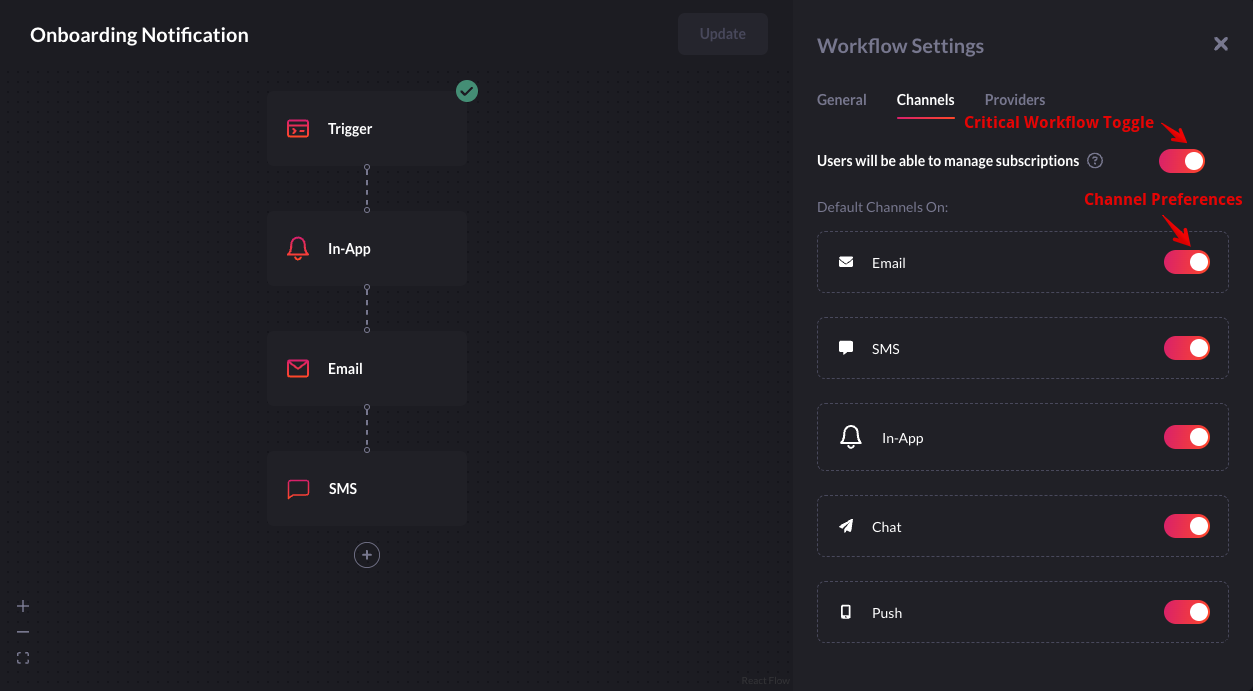 Onboarding Notification
Update
Trigger
In-App
Email
SMS
React Flow
Workflow Settings
General Channels Providers
Critical Workflow Toggle
Users will be able to manage subscriptions ?
Channel Preferences
Default Channels On:
Email
SMS
In-App
Chat
Push